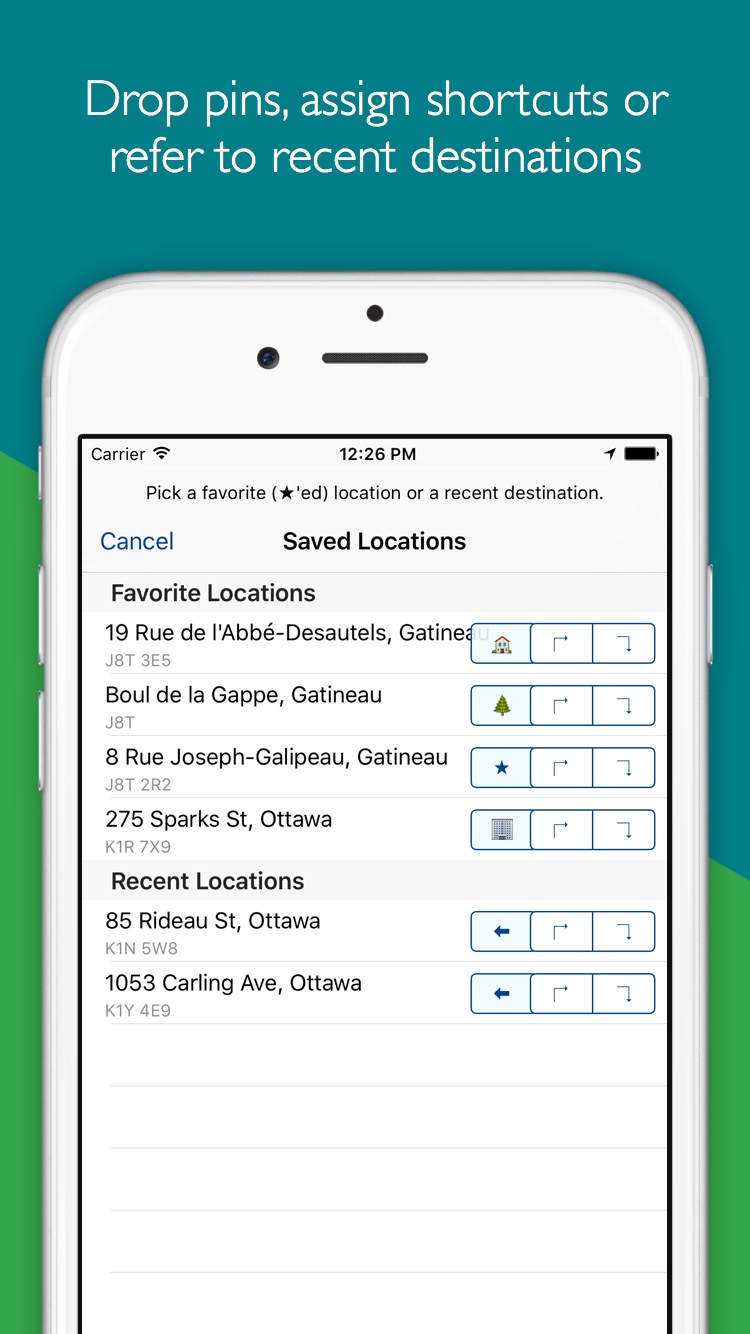 Drop pins, assign shortcuts or
refer to recent destinations
Carrier 12:26 PM
Pick a favorite (★'ed) location or a recent destination.
Cancel Saved Locations
Favorite Locations
19 Rue de l'Abbé-Desautels, Gatineau
J8T 3E5
Boul de la Gappe, Gatineau
J8T
8 Rue Joseph-Galipeau, Gatineau
J8T 2R2
275 Sparks St, Ottawa
K1R 7X9
Recent Locations
85 Rideau St, Ottawa
K1N 5W8
1053 Carling Ave, Ottawa
K1Y 4E9